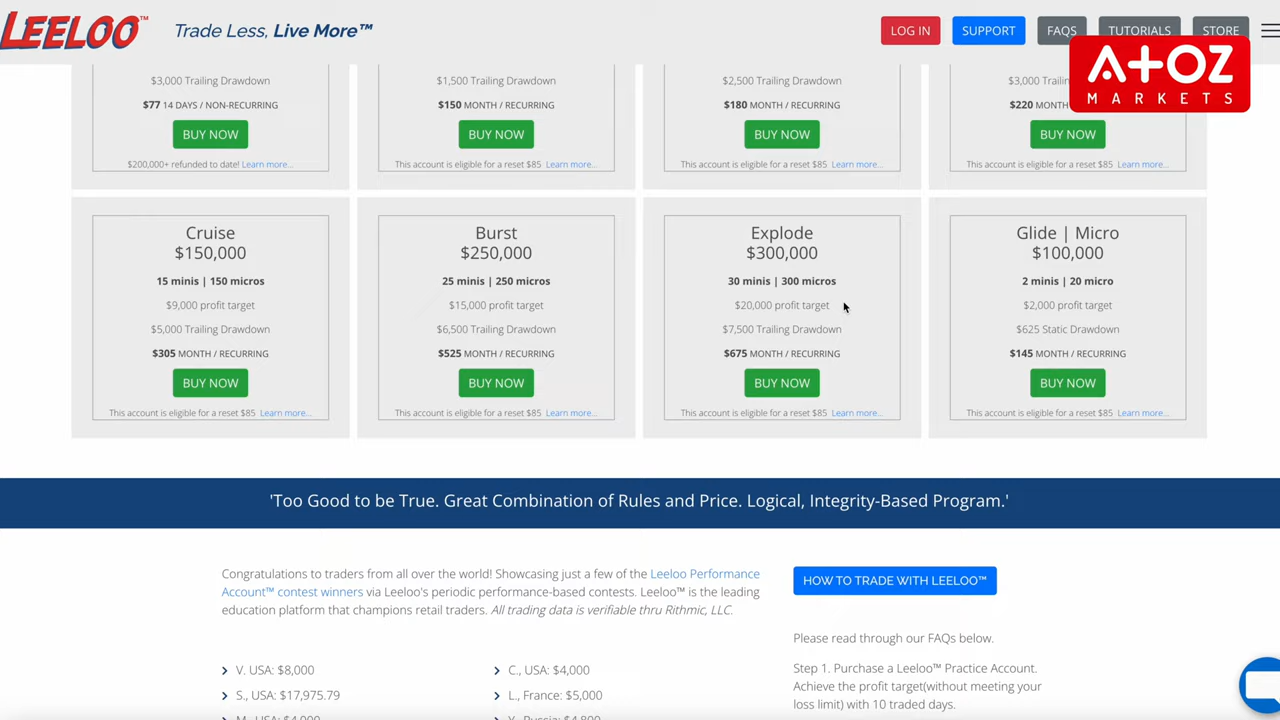 LEELOO™
Trade Less, Live More™
LOG IN
SUPPORT
FAQS
TUTORIALS
STORE
A+OZ
MARKETS
$3,000 Trailing Drawdown
$77 14 DAYS / NON-RECURRING
BUY NOW
$200,000+ refunded to date! Learn more...
$1,500 Trailing Drawdown
$150 MONTH / RECURRING
BUY NOW
This account is eligible for a reset $85 Learn more...
$2,500 Trailing Drawdown
$180 MONTH / RECURRING
BUY NOW
This account is eligible for a reset $85 Learn more...
$3,000
$220 MONTH
BUY NOW
This account is eligible for a reset $85 Learn more...
Cruise
$150,000
15 minis | 150 micros
$9,000 profit target
$5,000 Trailing Drawdown
$305 MONTH / RECURRING
BUY NOW
This account is eligible for a reset $85 Learn more...
Burst
$250,000
25 minis | 250 micros
$15,000 profit target
$6,500 Trailing Drawdown
$525 MONTH / RECURRING
BUY NOW
This account is eligible for a reset $85 Learn more...
Explode
$300,000
30 minis | 300 micros
$20,000 profit target
$7,500 Trailing Drawdown
$675 MONTH / RECURRING
BUY NOW
This account is eligible for a reset $85 Learn more...
Glide | Micro
$100,000
2 minis | 20 micro
$2,000 profit target
$625 Static Drawdown
$145 MONTH / RECURRING
BUY NOW
This account is eligible for a reset $85 Learn more...
'Too Good to be True. Great Combination of Rules and Price. Logical, Integrity-Based Program.'
Congratulations to traders from all over the world! Showcasing just a few of the Leeloo Performance
Account™ contest winners via Leeloo's periodic performance-based contests. Leeloo™ is the leading
education platform that champions retail traders. All trading data is verifiable thru Rithmic, LLC.
V. USA: $8,000
S., USA: $17,975.79
M., USA: $4,000
C., USA: $4,000
L., France: $5,000
Y., Russia: $4,800
HOW TO TRADE WITH LEELOO™
Please read through our FAQs below.
Step 1. Purchase a Leeloo™ Practice Account.
Achieve the profit target(without meeting your
loss limit) with 10 traded days.